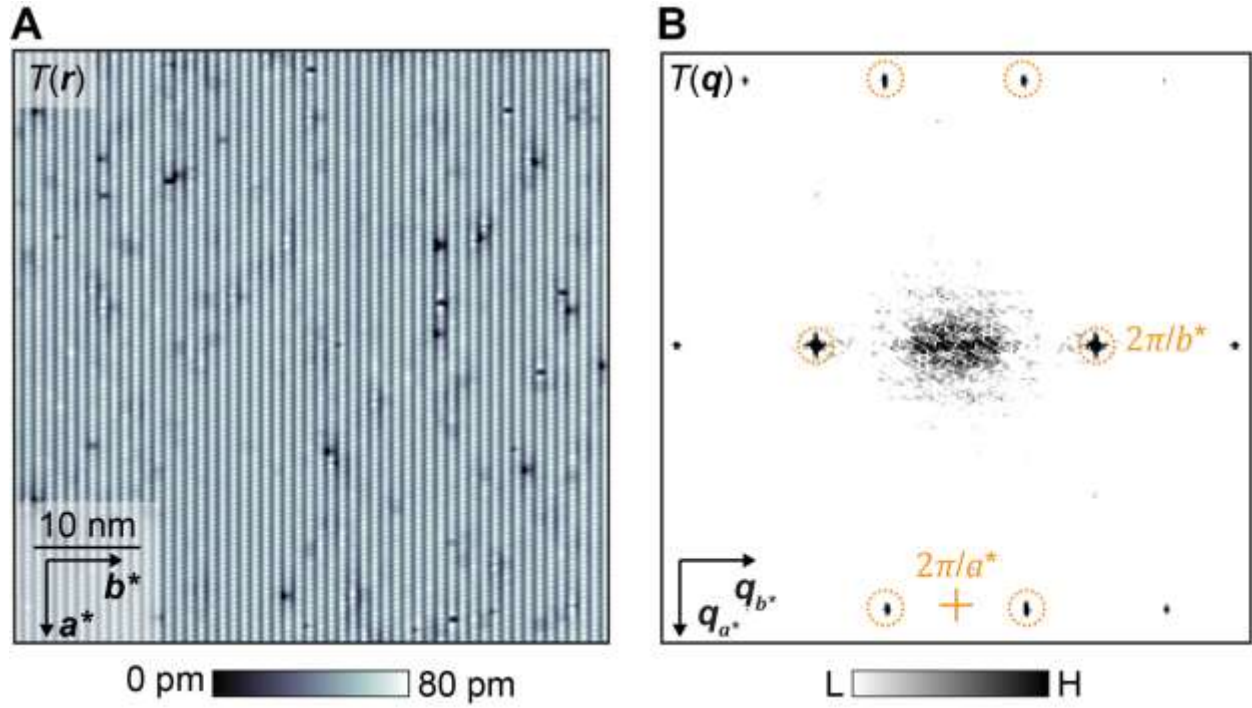 A
T(r)
10 nm
b*
a*
0 pm 80 pm
B
T(q)
2π/b*
2π/a*
q_b*
q_a*
L H